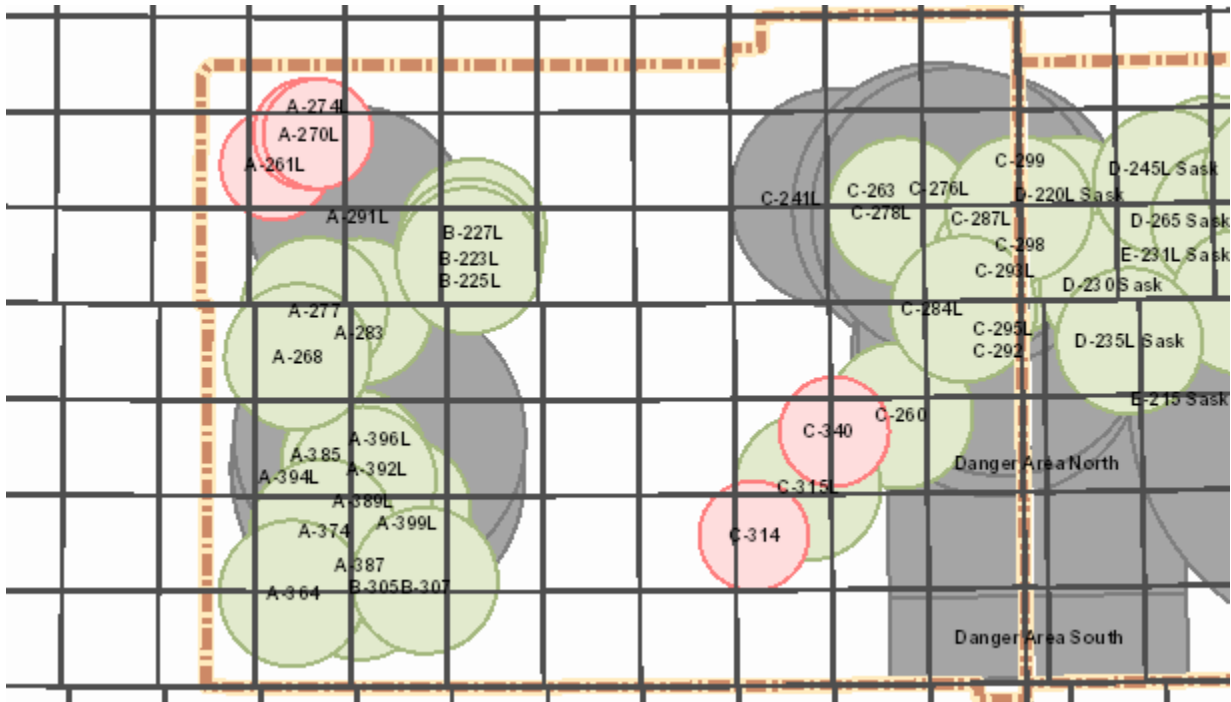 A-274L
A-270L
A-261L
A-291L
B-227L
B-223L
B-225L
A-277
A-283
A-268
A-396L
A-385
A-392L
A-394L
A-389L
A-399L
A-374
A-387
B-305B-307
A-364
C-241L
C-263
C-276L
C-278L
C-299
C-287L
C-298
C-293L
C-284L
C-295L
C-292
C-260
C-340
C-315L
C-314
D-245L Sask
D-220L Sask
D-265 Sask
E-231L Sask
D-230 Sask
D-235L Sask
E-215 Sask
Danger Area North
Danger Area South